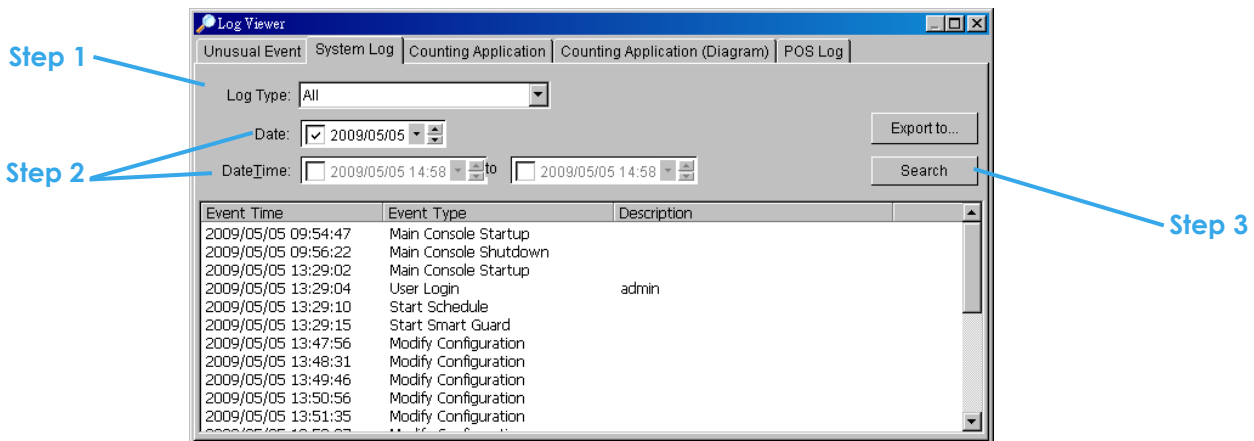 Log Viewer
Unusual Event System Log Counting Application Counting Application (Diagram) POS Log
Step 1
Log Type: All
Date: 2009/05/05
Export to...
Step 2
DateTime: 2009/05/05 14:58 to 2009/05/05 14:58
Search
Step 3
Event Time Event Type Description
2009/05/05 09:54:47 Main Console Startup
2009/05/05 09:56:22 Main Console Shutdown
2009/05/05 13:29:02 Main Console Startup
2009/05/05 13:29:04 User Login admin
2009/05/05 13:29:10 Start Schedule
2009/05/05 13:29:15 Start Smart Guard
2009/05/05 13:47:56 Modify Configuration
2009/05/05 13:48:31 Modify Configuration
2009/05/05 13:49:46 Modify Configuration
2009/05/05 13:50:56 Modify Configuration
2009/05/05 13:51:35 Modify Configuration